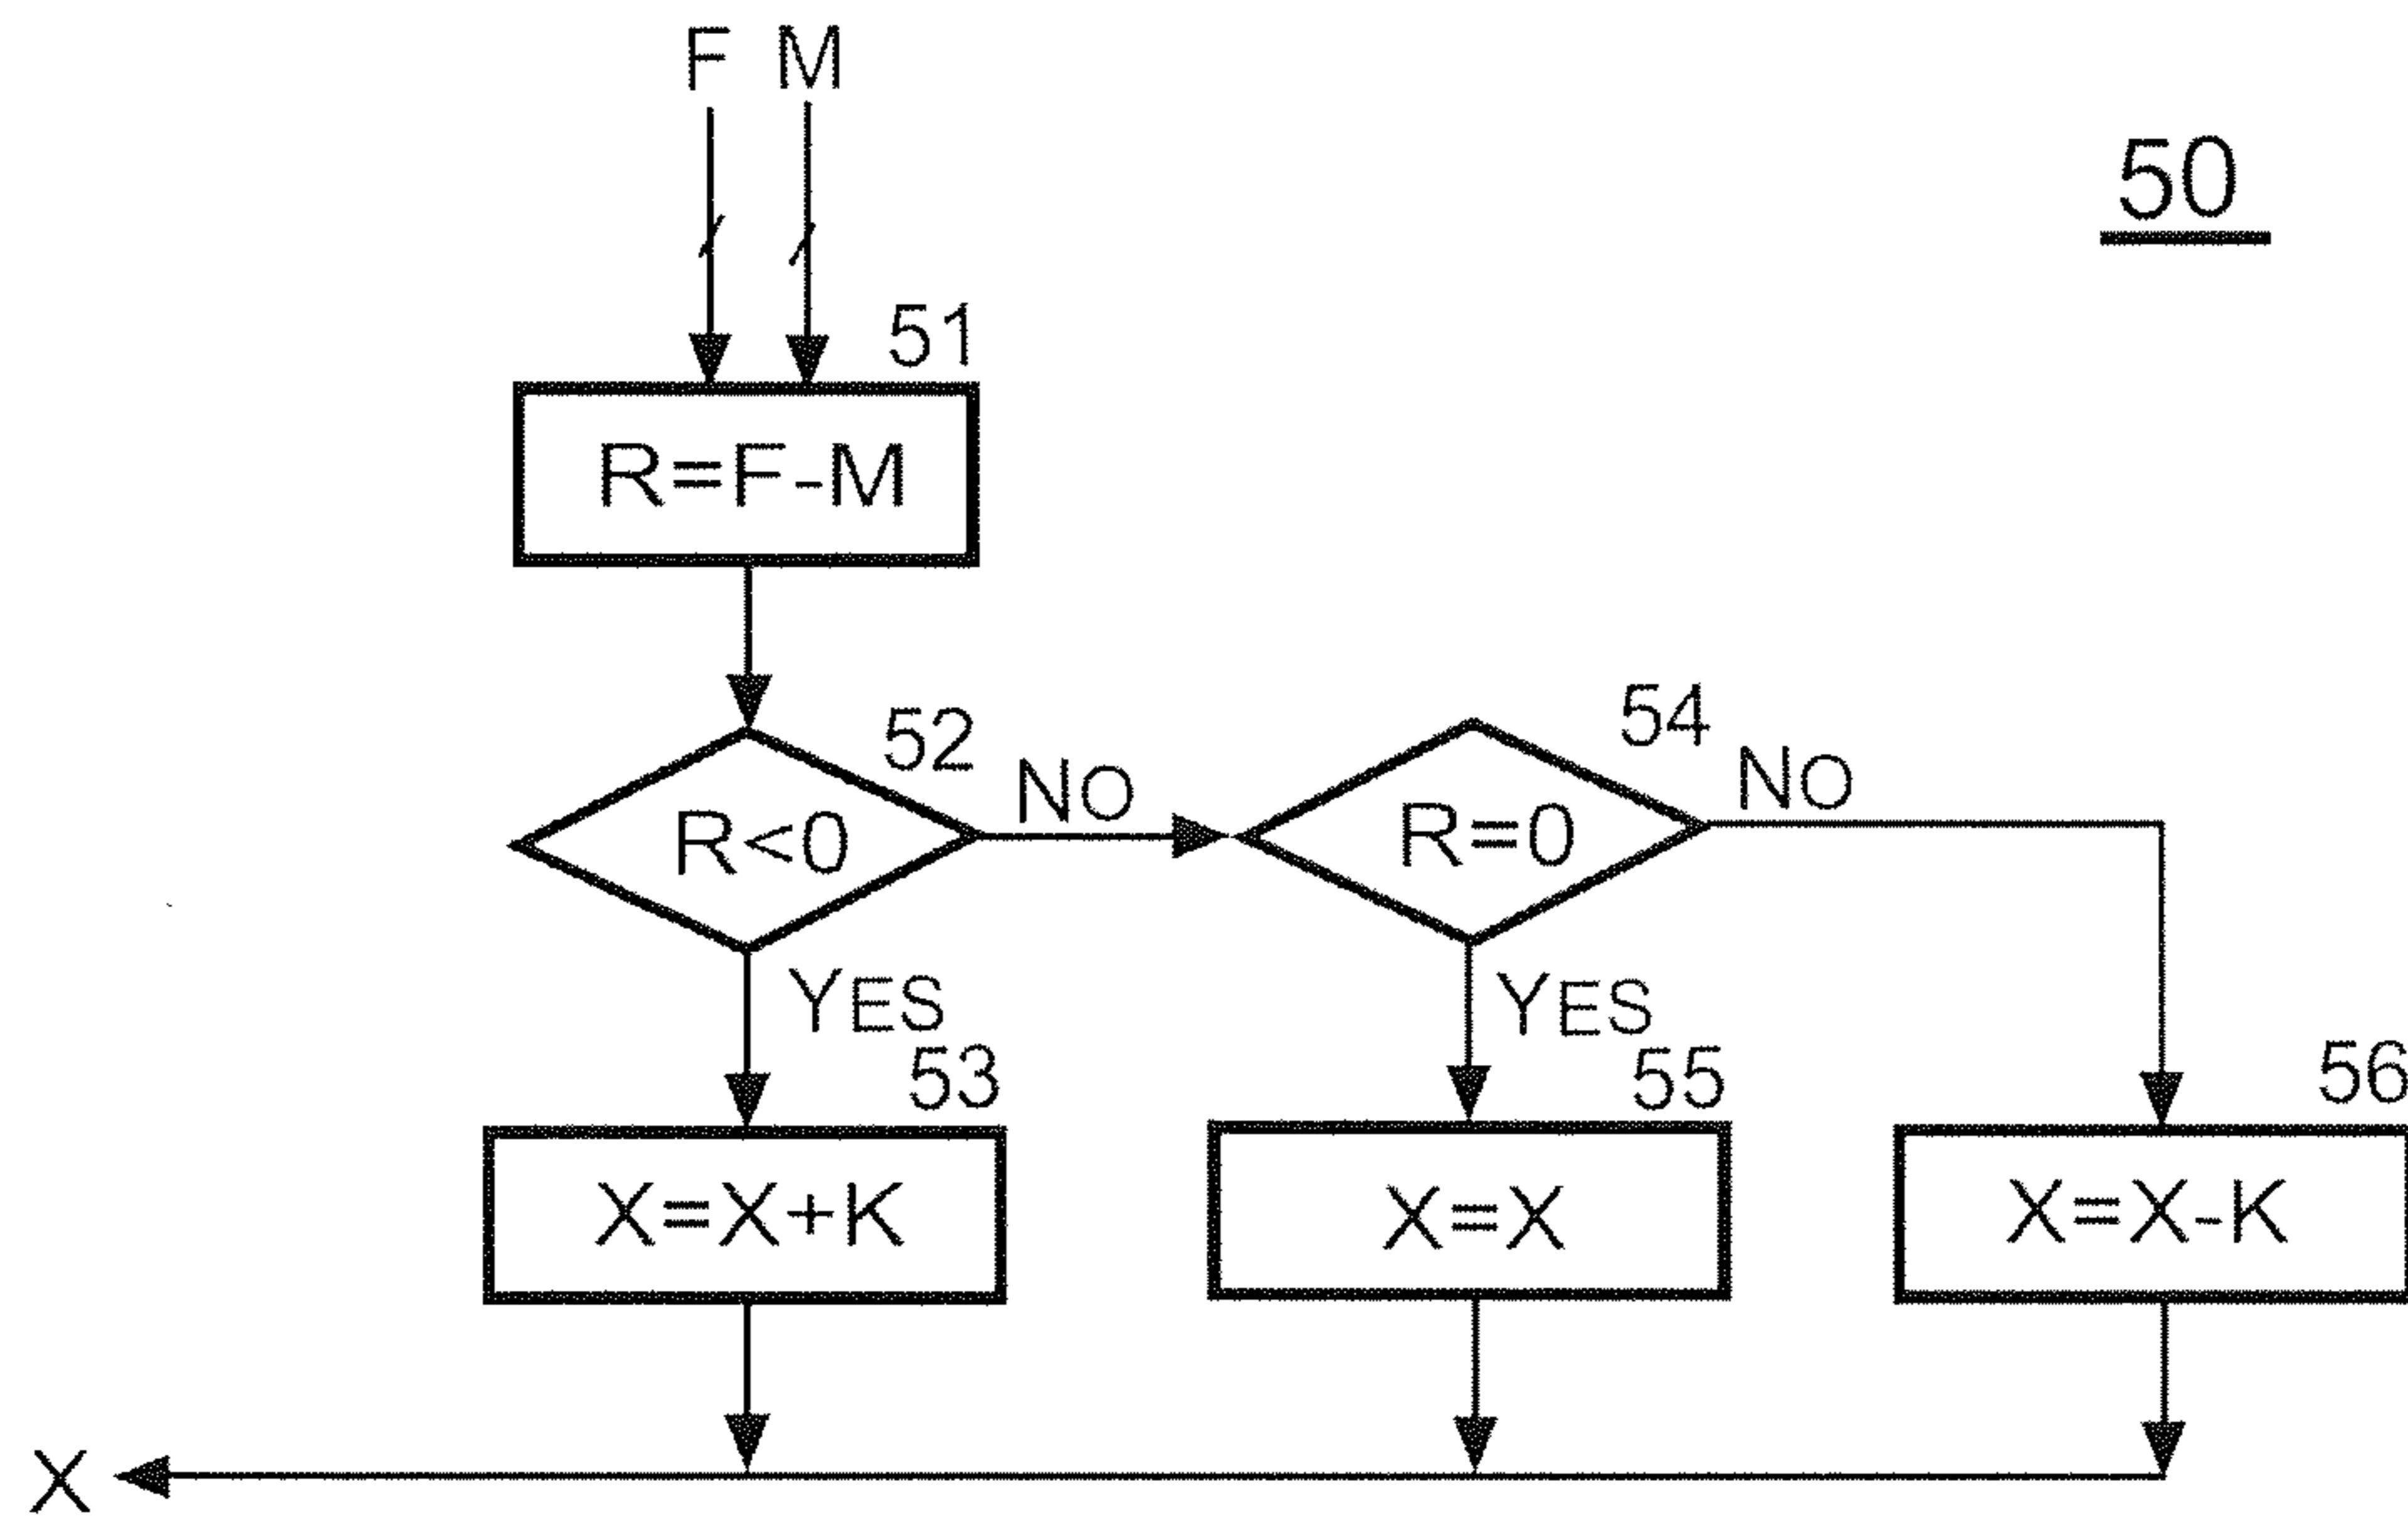 F M
50
51
R=F-M
52
NO
54
NO
R<0
R=0
YES
YES
53
55
56
X=X+K
X=X
X=X-K
X